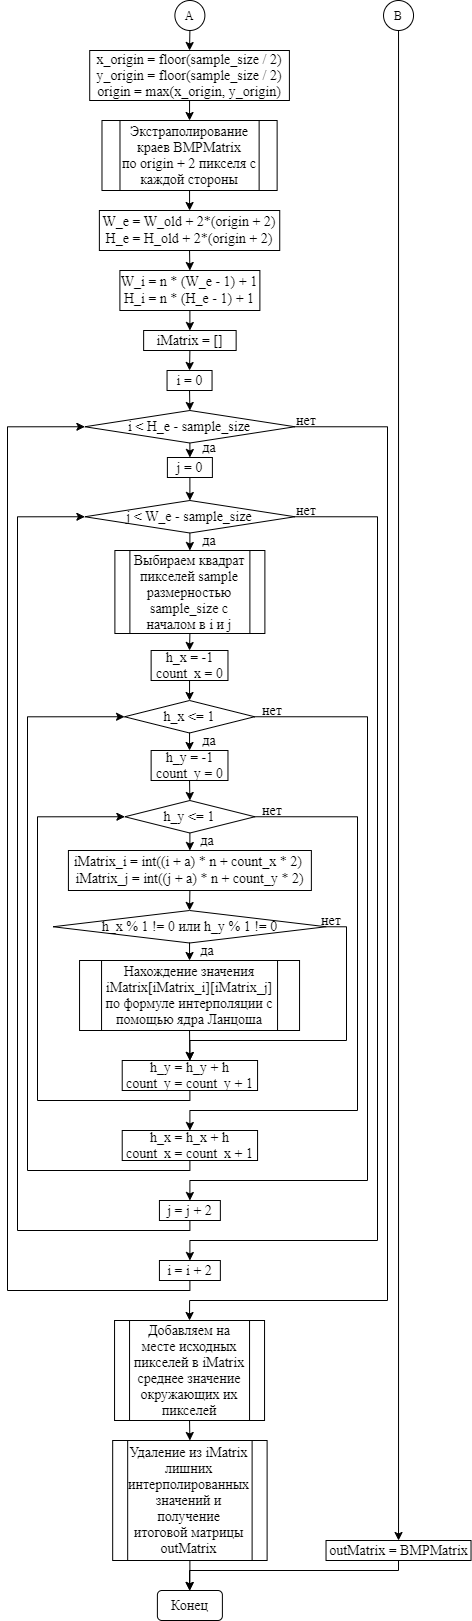 A
B
x_origin = floor(sample_size / 2)
y_origin = floor(sample_size / 2)
origin = max(x_origin, y_origin)
Экстраполирование
краев BMPMatrix
по origin + 2 пикселя с
каждой стороны
W_e = W_old + 2*(origin + 2)
H_e = H_old + 2*(origin + 2)
W_i = n * (W_e - 1) + 1
H_i = n * (H_e - 1) + 1
iMatrix = []
i = 0
i < H_e - sample_size
нет
да
j = 0
j < W_e - sample_size
нет
да
Выбираем квадрат
пикселей sample
размерностью
sample_size с
началом в i и j
h_x = -1
count_x = 0
h_x <= 1
нет
да
h_y = -1
count_y = 0
h_y <= 1
нет
да
iMatrix_i = int((i + a) * n + count_x * 2)
iMatrix_j = int((j + a) * n + count_y * 2)
h_x % 1 != 0 или h_y % 1 != 0
нет
да
Нахождение значения
iMatrix[iMatrix_i][iMatrix_j]
по формуле интерполяции с
помощью ядра Ланцоша
h_y = h_y + h
count_y = count_y + 1
h_x = h_x + h
count_x = count_x + 1
j = j + 2
i = i + 2
Добавляем на
месте исходных
пикселей в iMatrix
среднее значение
окружающих их
пикселей
Удаление из iMatrix
лишних
интерполированных
значений и
получение
итоговой матрицы
outMatrix
outMatrix = BMPMatrix
Конец